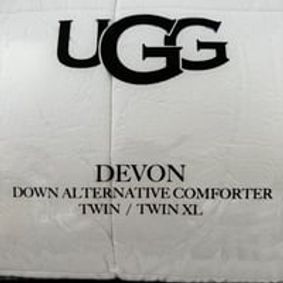 UGG
DEVON
DOWN ALTERNATIVE COMFORTER
TWIN / TWIN XL